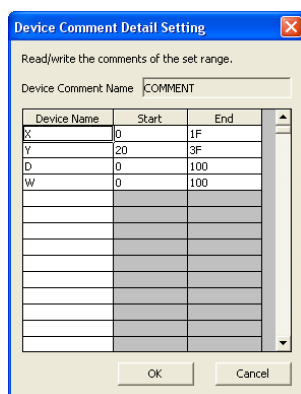 Device Comment Detail Setting
Read/write the comments of the set range.
Device Comment Name COMMENT
Device Name Start End
X 0 1F
Y 20 3F
D 0 100
W 0 100
OK Cancel